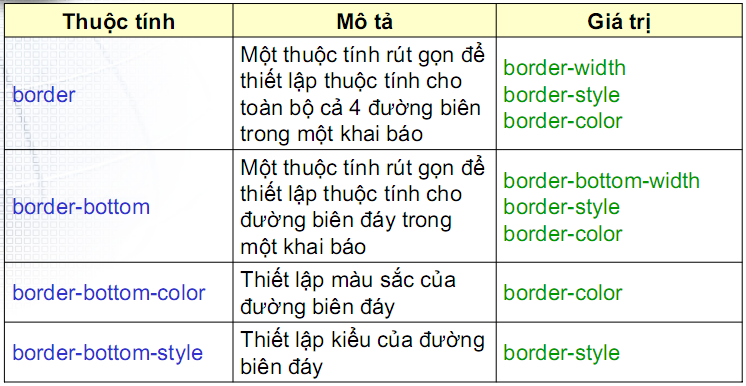 Thuộc tính Mô tả Giá trị
border
Một thuộc tính rút gọn để
thiết lập thuộc tính cho
toàn bộ cả 4 đường biên
trong một khai báo
border-width
border-style
border-color
border-bottom
Một thuộc tính rút gọn để
thiết lập thuộc tính cho
đường biên đáy trong
một khai báo
border-bottom-width
border-style
border-color
border-bottom-color
Thiết lập màu sắc của
đường biên đáy
border-color
border-bottom-style
Thiết lập kiểu của đường
biên đáy
border-style